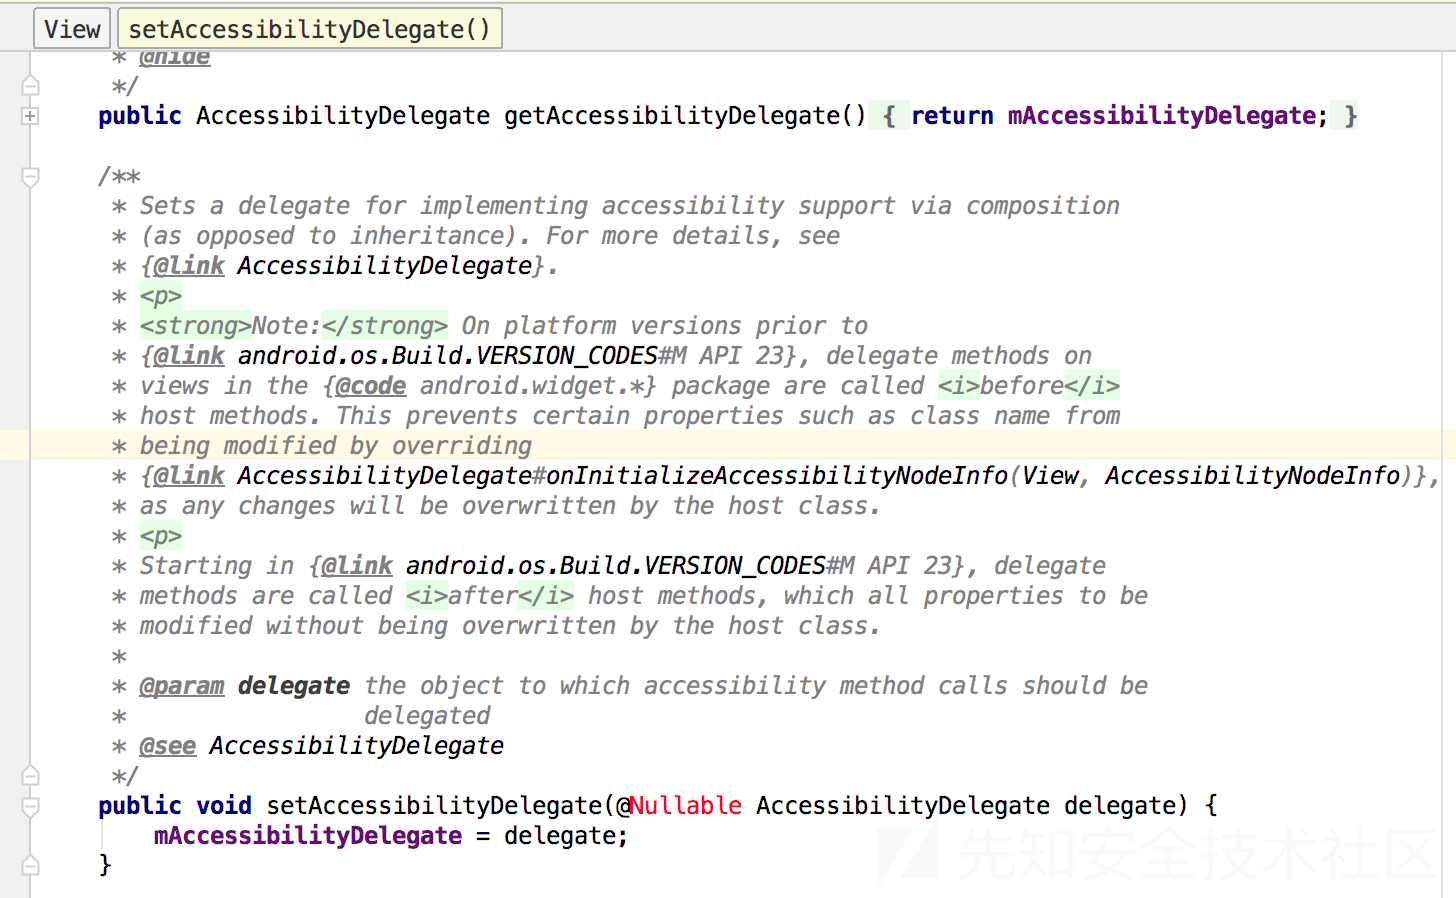 View setAccessibilityDelegate()
* @hide
*/
public AccessibilityDelegate getAccessibilityDelegate() { return mAccessibilityDelegate; }
/**
* Sets a delegate for implementing accessibility support via composition
* (as opposed to inheritance). For more details, see
* {@link AccessibilityDelegate}.
* <p>
* <strong>Note:</strong> On platform versions prior to
* {@link android.os.Build.VERSION_CODES#M API 23}, delegate methods on
* views in the {@code android.widget.*} package are called <i>before</i>
* host methods. This prevents certain properties such as class name from
* being modified by overriding
* {@link AccessibilityDelegate#onInitializeAccessibilityNodeInfo(View, AccessibilityNodeInfo)},
* as any changes will be overwritten by the host class.
* <p>
* Starting in {@link android.os.Build.VERSION_CODES#M API 23}, delegate
* methods are called <i>after</i> host methods, which all properties to be
* modified without being overwritten by the host class.
*
* @param delegate the object to which accessibility method calls should be
* delegated
* @see AccessibilityDelegate
*/
public void setAccessibilityDelegate(@Nullable AccessibilityDelegate delegate) {
mAccessibilityDelegate = delegate;
}
先知安全技术社区